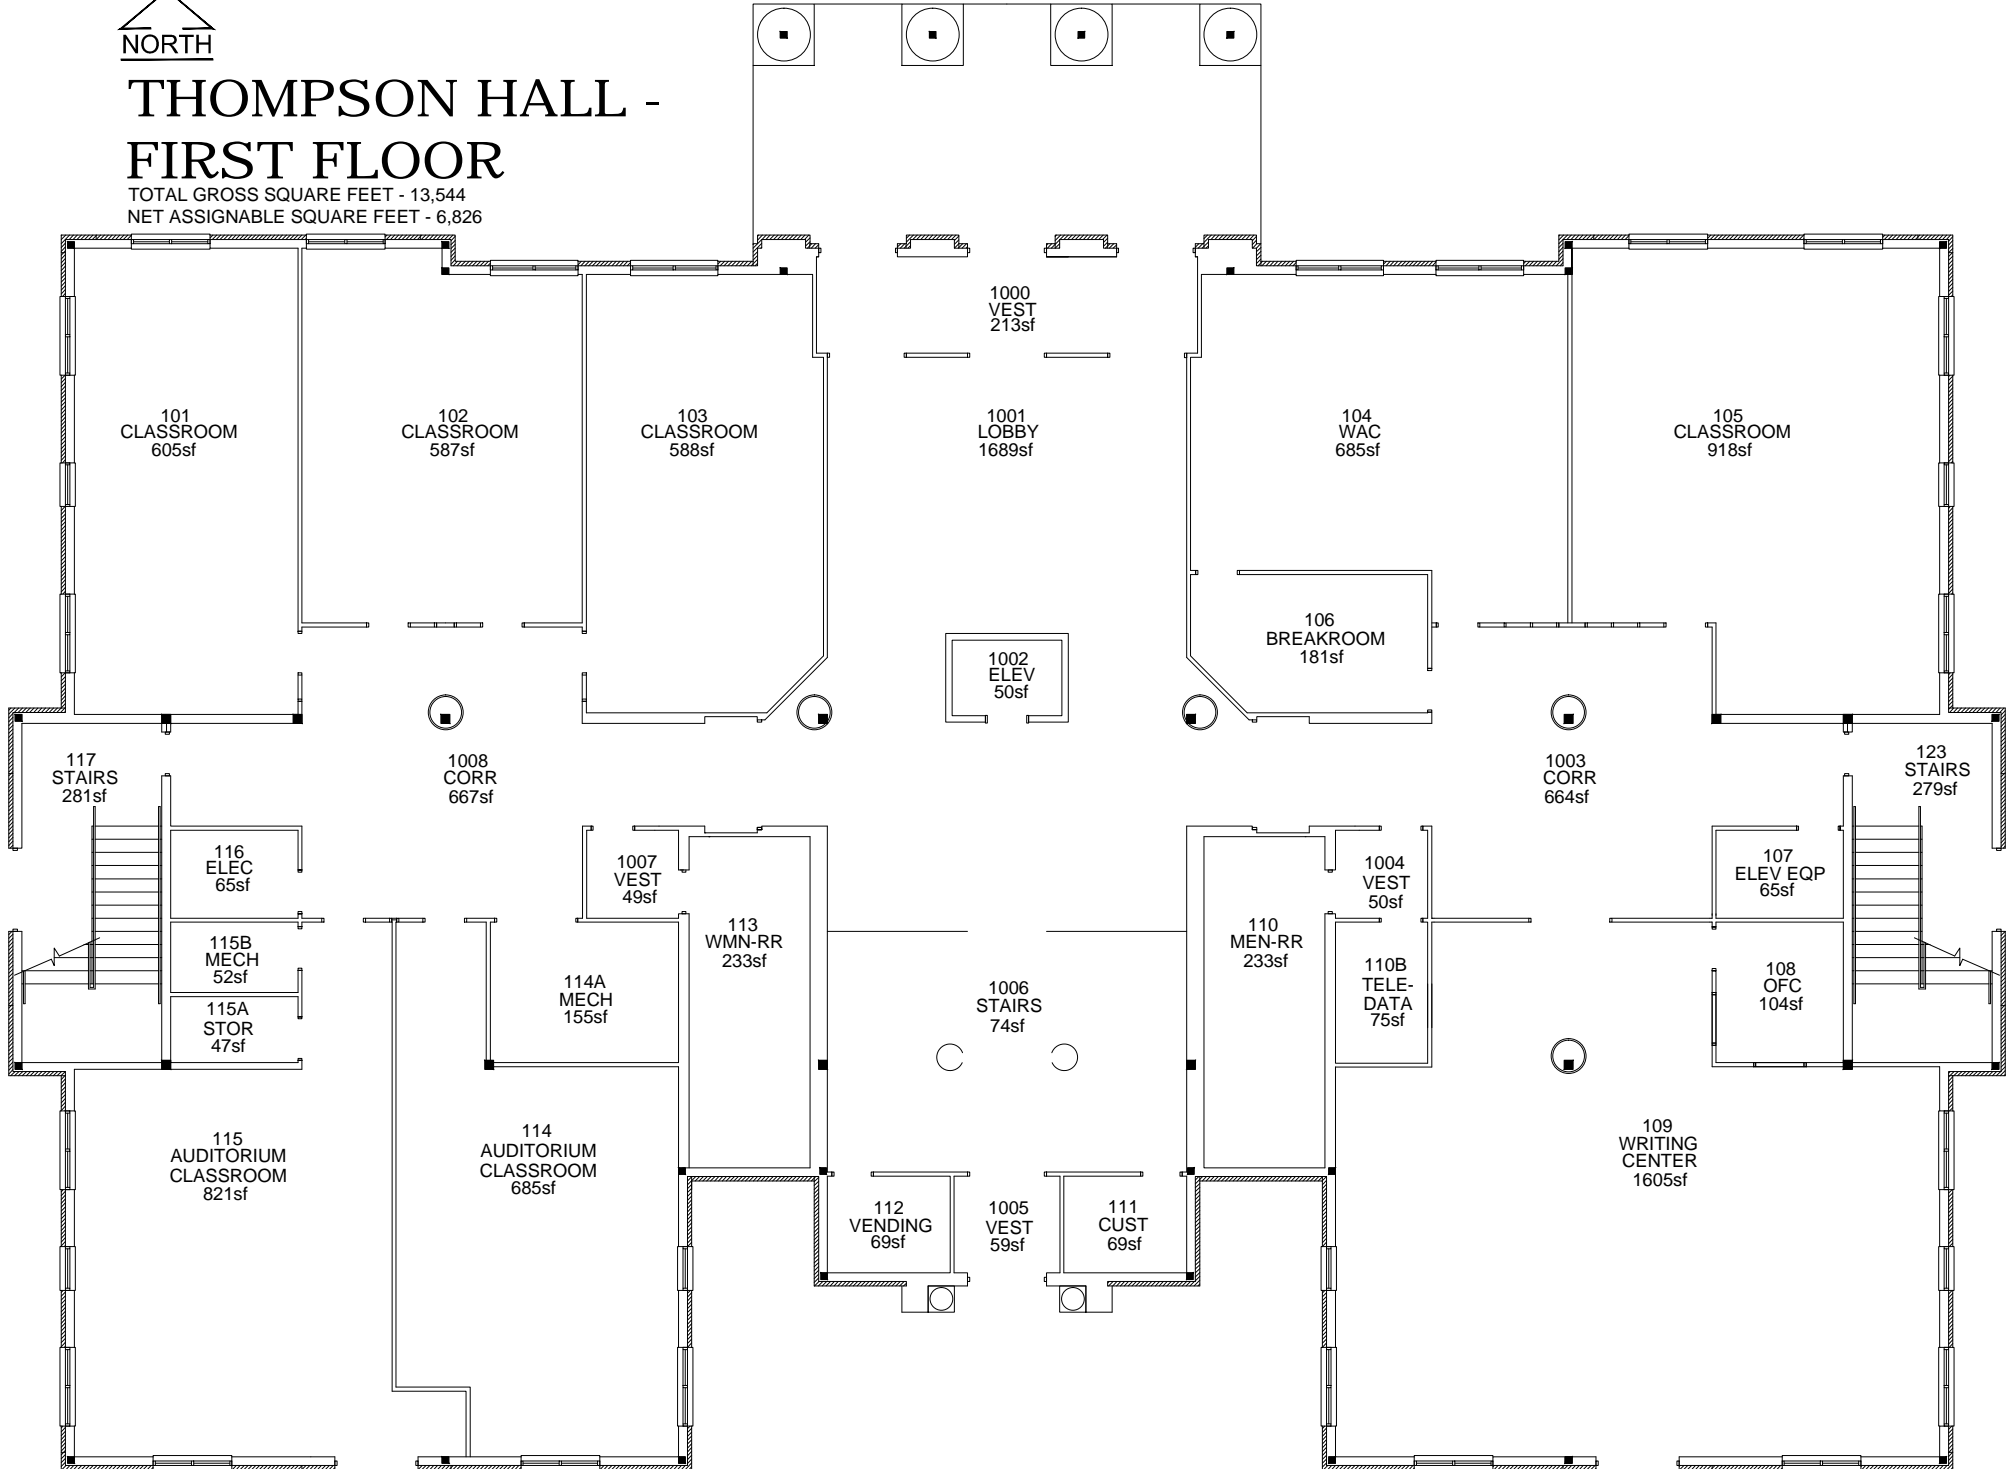 NORTH
THOMPSON HALL -
FIRST FLOOR
TOTAL GROSS SQUARE FEET - 13,544
NET ASSIGNABLE SQUARE FEET - 6,826
1000
VEST
213sf
101
CLASSROOM
605sf
102
CLASSROOM
587sf
103
CLASSROOM
588sf
1001
LOBBY
1689sf
104
WAC
685sf
105
CLASSROOM
918sf
106
BREAKROOM
181sf
1002
ELEV
50sf
117
STAIRS
281sf
1008
CORR
667sf
1003
CORR
664sf
123
STAIRS
279sf
116
ELEC
65sf
1007
VEST
49sf
1004
VEST
50sf
107
ELEV EQP
65sf
115B
MECH
52sf
113
WMN-RR
233sf
110
MEN-RR
233sf
114A
MECH
155sf
1006
STAIRS
74sf
110B
TELE-
DATA
75sf
108
OFC
104sf
115A
STOR
47sf
115
AUDITORIUM
CLASSROOM
821sf
114
AUDITORIUM
CLASSROOM
685sf
109
WRITING
CENTER
1605sf
112
VENDING
69sf
1005
VEST
59sf
111
CUST
69sf